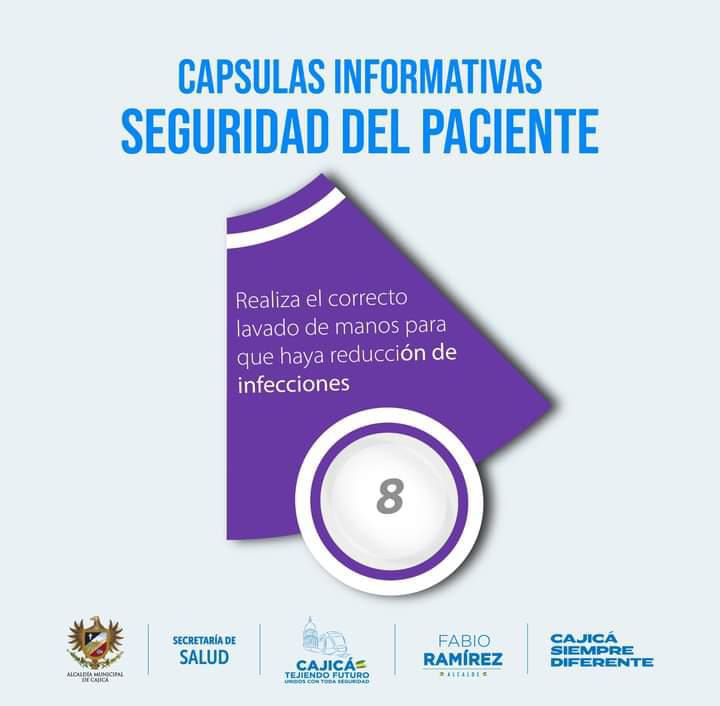 CAPSULAS INFORMATIVAS
SEGURIDAD DEL PACIENTE
Realiza el correcto
lavado de manos para
que haya reducción de
infecciones
8
ALCALDÍA MUNICIPAL
DE CAJICÁ
SECRETARÍA DE
SALUD
CAJICÁ
TEJIENDO FUTURO
UNIDOS CON TODA SEGURIDAD
FABIO
RAMÍREZ
ALCALDE
CAJICÁ
SIEMPRE
DIFERENTE